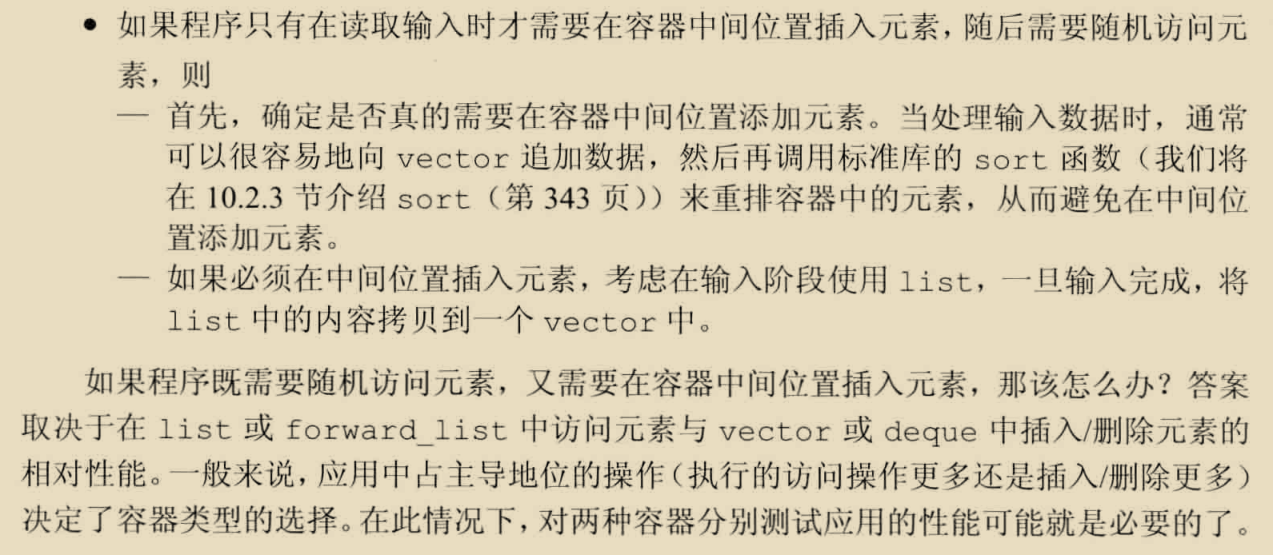 • 如果程序只有在读取输入时才需要在容器中间位置插入元素，随后需要随机访问元
素，则
— 首先，确定是否真的需要在容器中间位置添加元素。当处理输入数据时，通常
可以很容易地向 vector 追加数据，然后再调用标准库的 sort 函数（我们将
在 10.2.3 节介绍 sort（第 343 页））来重排容器中的元素，从而避免在中间位
置添加元素。
— 如果必须在中间位置插入元素，考虑在输入阶段使用 list，一旦输入完成，将
list 中的内容拷贝到一个 vector 中。
如果程序既需要随机访问元素，又需要在容器中间位置插入元素，那该怎么办？答案
取决于在 list 或 forward_list 中访问元素与 vector 或 deque 中插入/删除元素的
相对性能。一般来说，应用中占主导地位的操作（执行的访问操作更多还是插入/删除更多）
决定了容器类型的选择。在此情况下，对两种容器分别测试应用的性能可能就是必要的了。